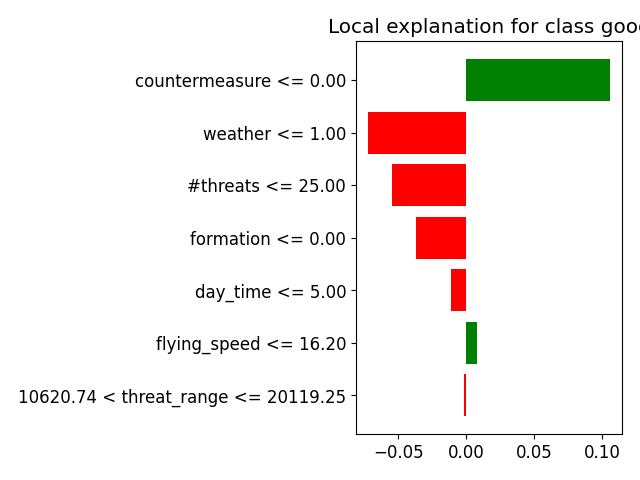 Local explanation for class goo
countermeasure <= 0.00
weather <= 1.00
#threats <= 25.00
formation <= 0.00
day_time <= 5.00
flying_speed <= 16.20
10620.74 < threat_range <= 20119.25
−0.05 0.00 0.05 0.10